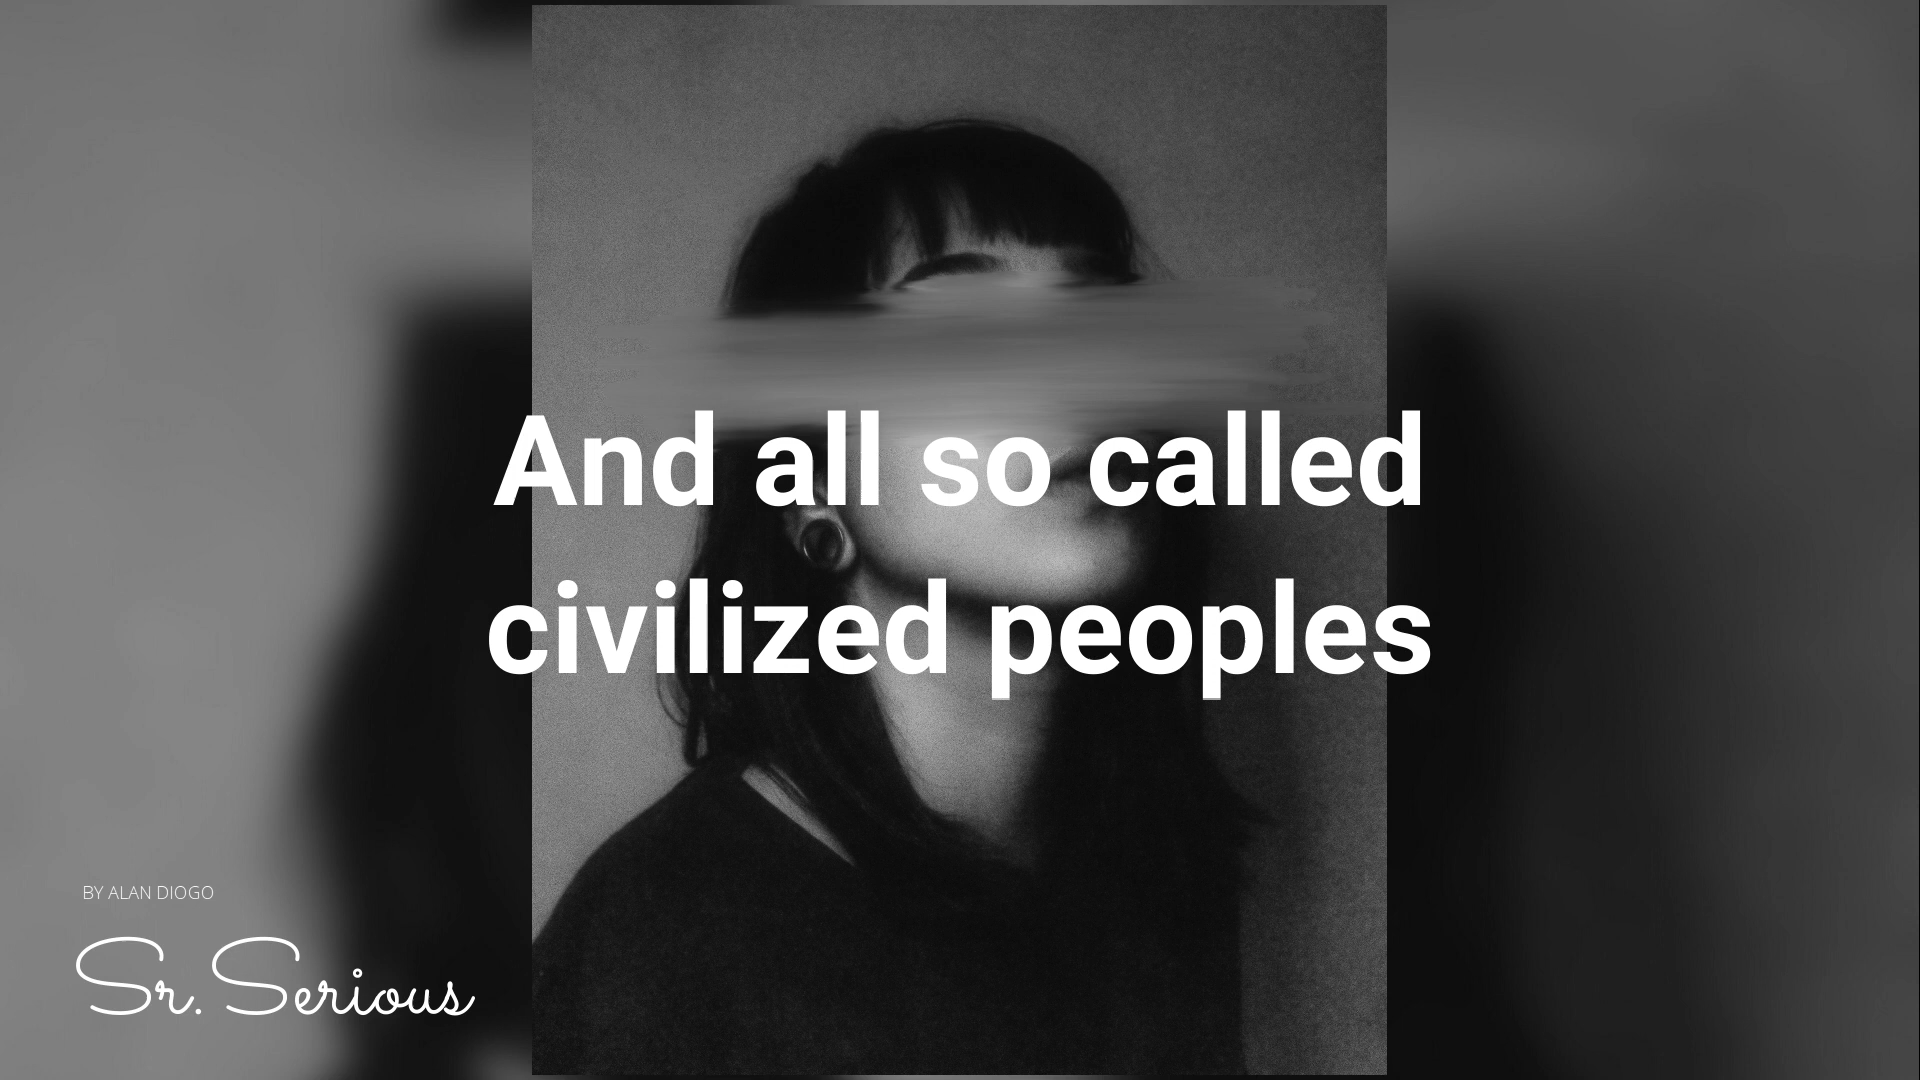 And all so called
civilized peoples
BY ALAN DIOGO
Sr. Serious